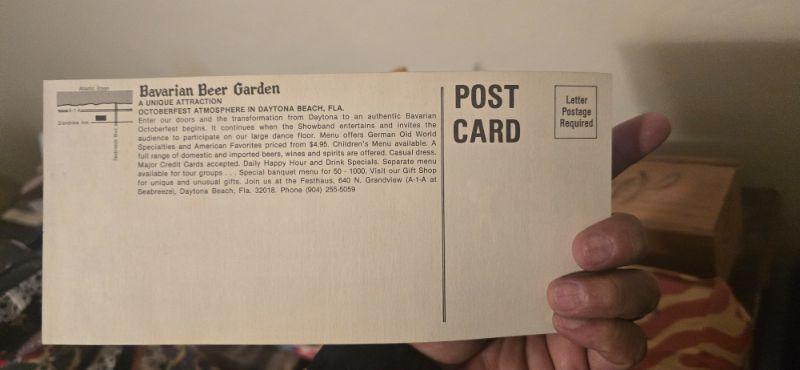 Atlantic Ocean
Bavarian Beer Garden
A UNIQUE ATTRACTION
OCTOBERFEST ATMOSPHERE IN DAYTONA BEACH, FLA.
Enter our doors and the transformation from Daytona to an authentic Bavarian
Octoberfest begins. It continues when the Showband entertains and invites the
audience to participate on our large dance floor. Menu offers German Old World
Specialties and American Favorites priced from $4.95. Children's Menu available. A
full range of domestic and imported beers, wines and spirits are offered. Casual dress.
Major Credit Cards accepted. Daily Happy Hour and Drink Specials. Separate menu
available for tour groups . . . Special banquet menu for 50 - 1000. Visit our Gift Shop
for unique and unusual gifts. Join us at the Festhaus, 640 N. Grandview (A-1-A at
Seabreeze), Daytona Beach, Fla. 32018. Phone (904) 255-5059
Grandview Ave.
POST
CARD
Letter
Postage
Required